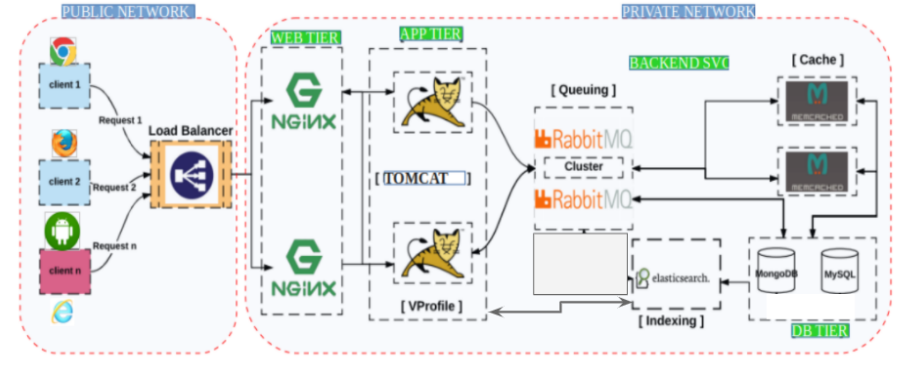 PUBLIC NETWORK
PRIVATE NETWORK
WEB TIER
APP TIER
BACKEND SVC
[ Cache ]
client 1
Request 1
Load Balancer
NGiNX
[ Queuing ]
MEMCACHED
RabbitMQ
Cluster
client 2
Request 2
[ TOMCAT ]
MEMCACHED
RabbitMQ
Request n
client n
NGiNX
MongoDB
MySQL
elasticsearch.
[ VProfile ]
[ Indexing ]
DB TIER